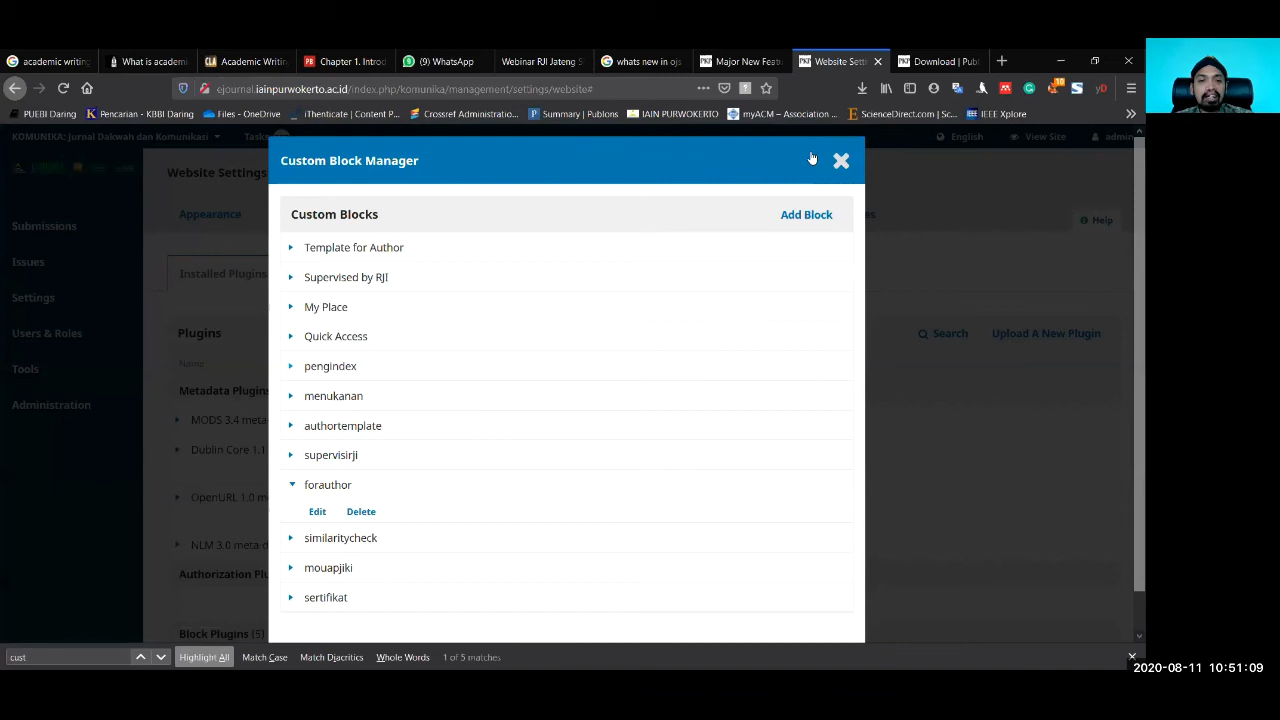 academic writing
What is academi
Academic Writin
Chapter 1. Introd
(9) WhatsApp
Webinar RJI Jateng S
whats new in ojs
Major New Featu
Website Setti
Download | Publ
ejournal.iainpurwokerto.ac.id/index.php/komunika/management/settings/website#
PUEBI Daring
Pencarian - KBBI Daring
Files - OneDrive
iThenticate | Content P...
Crossref Administratio...
Summary | Publons
IAIN PURWOKERTO
myACM – Association ...
ScienceDirect.com | Sc...
IEEE Xplore
KOMUNIKA: Jurnal Dakwah dan Komunikasi
Tasks
English
View Site
admin
Custom Block Manager
Website Settings
Submissions
Issues
Settings
Users & Roles
Tools
Administration
Appearance
Help
Installed Plugins
Plugins
Search
Upload A New Plugin
Name
Metadata Plugins
MODS 3.4 meta-
Dublin Core 1.1
OpenURL 1.0 m
NLM 3.0 meta-d
Authorization Plu
Block Plugins (5)
Custom Blocks
Add Block
Template for Author
Supervised by RJI
My Place
Quick Access
pengindex
menukanan
authortemplate
supervisirji
forauthor
Edit
Delete
similaritycheck
mouapjiki
sertifikat
cust
Highlight All
Match Case
Match Diacritics
Whole Words
1 of 5 matches
2020-08-11 10:51:09